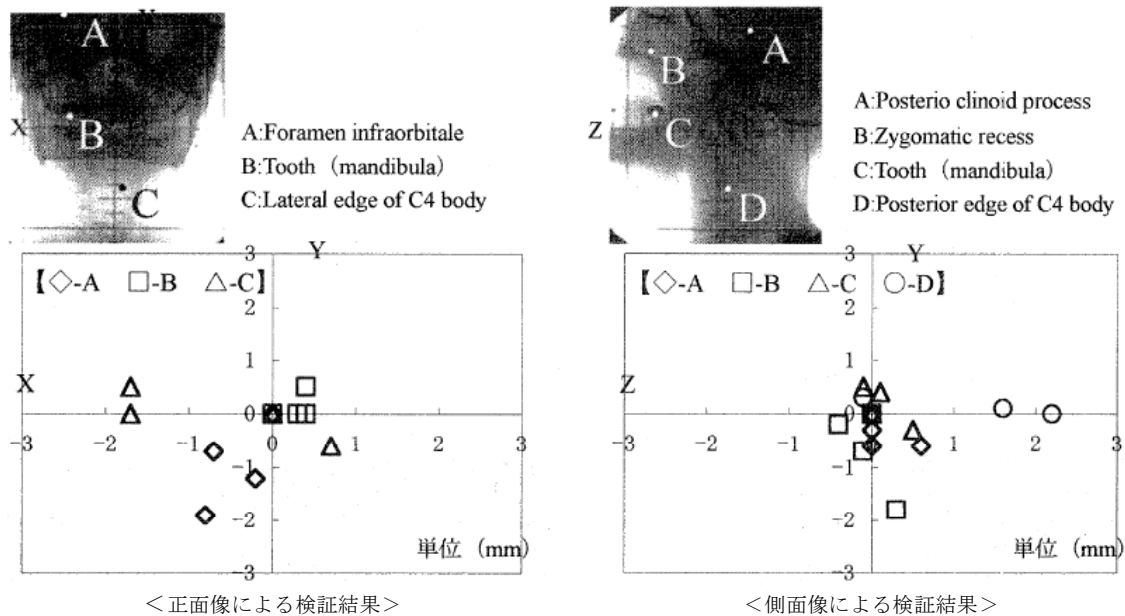 A
B
C
X
Y
A:Foramen infraorbitale
B:Tooth (mandibula)
C:Lateral edge of C4 body
A
B
C
D
Z
A:Posterio clinoid process
B:Zygomatic recess
C:Tooth (mandibula)
D:Posterior edge of C4 body
【◇-A □-B △-C】
Y
X
3
2
1
0
-1
-2
-3
-3 -2 -1 0 1 2 3
単位 (mm)
<正面像による検証結果>
【◇-A □-B △-C ○-D】
Y
Z
3
2
1
0
-1
-2
-3
-3 -2 -1 0 1 2 3
単位 (mm)
<側面像による検証結果>